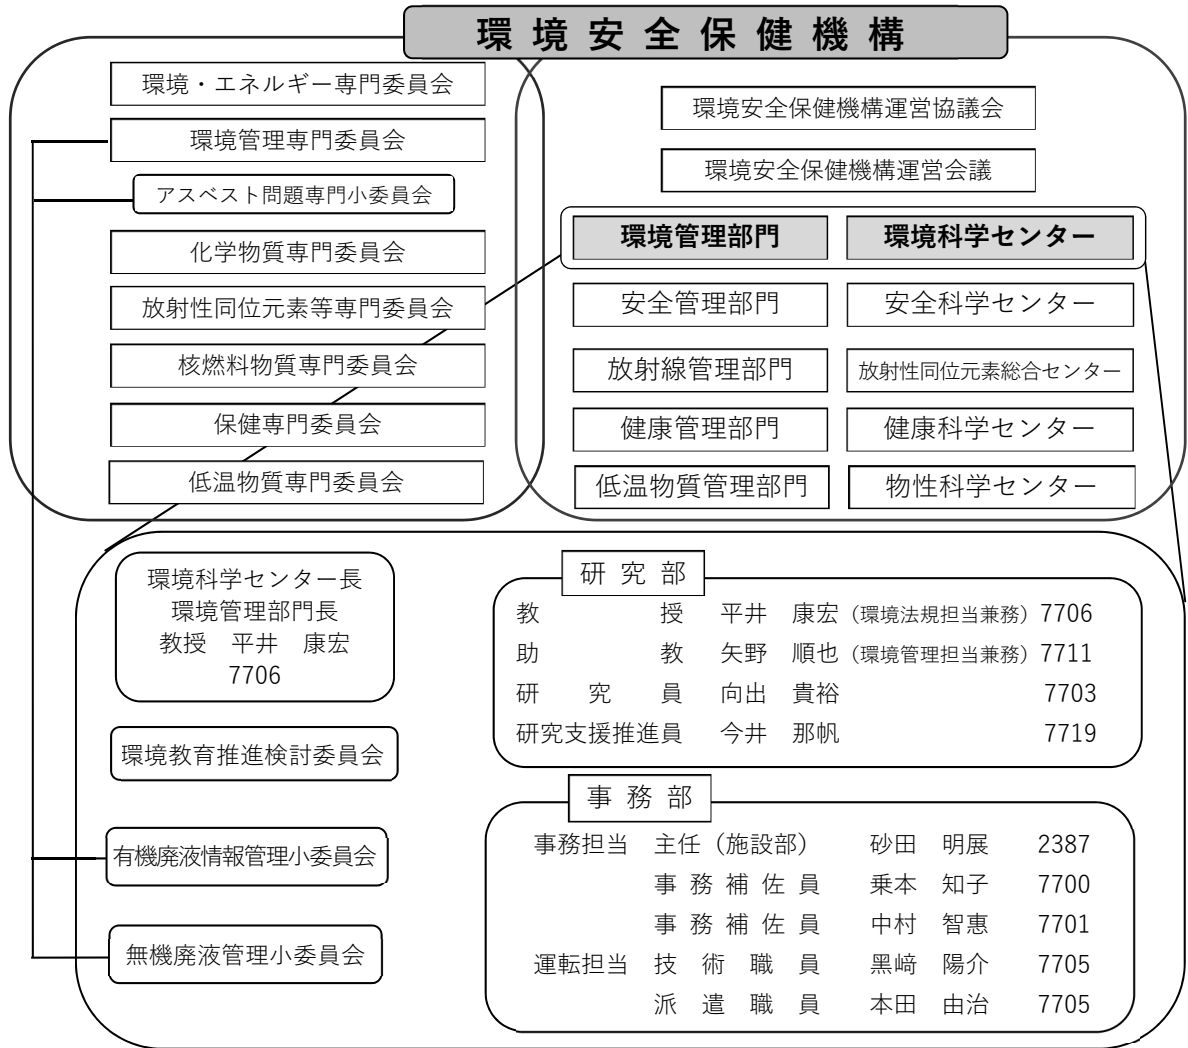 環境安全保健機構
環境・エネルギー専門委員会
環境管理専門委員会
アスベスト問題専門小委員会
化学物質専門委員会
放射性同位元素等専門委員会
核燃料物質専門委員会
保健専門委員会
低温物質専門委員会
環境安全保健機構運営協議会
環境安全保健機構運営会議
環境管理部門 環境科学センター
安全管理部門 安全科学センター
放射線管理部門 放射性同位元素総合センター
健康管理部門 健康科学センター
低温物質管理部門 物性科学センター
環境科学センター長
環境管理部門長
教授 平井 康宏
7706
環境教育推進検討委員会
有機廃液情報管理小委員会
無機廃液管理小委員会
研究部
教授 平井 康宏(環境法規担当兼務)7706
助教 矢野 順也(環境管理担当兼務)7711
研究員 向出 貴裕 7703
研究支援推進員 今井 那帆 7719
事務部
事務担当 主任(施設部) 砂田 明展 2387
事務補佐員 乗本 知子 7700
事務補佐員 中村 智惠 7701
運転担当 技術職員 黑﨑 陽介 7705
派遣職員 本田 由治 7705